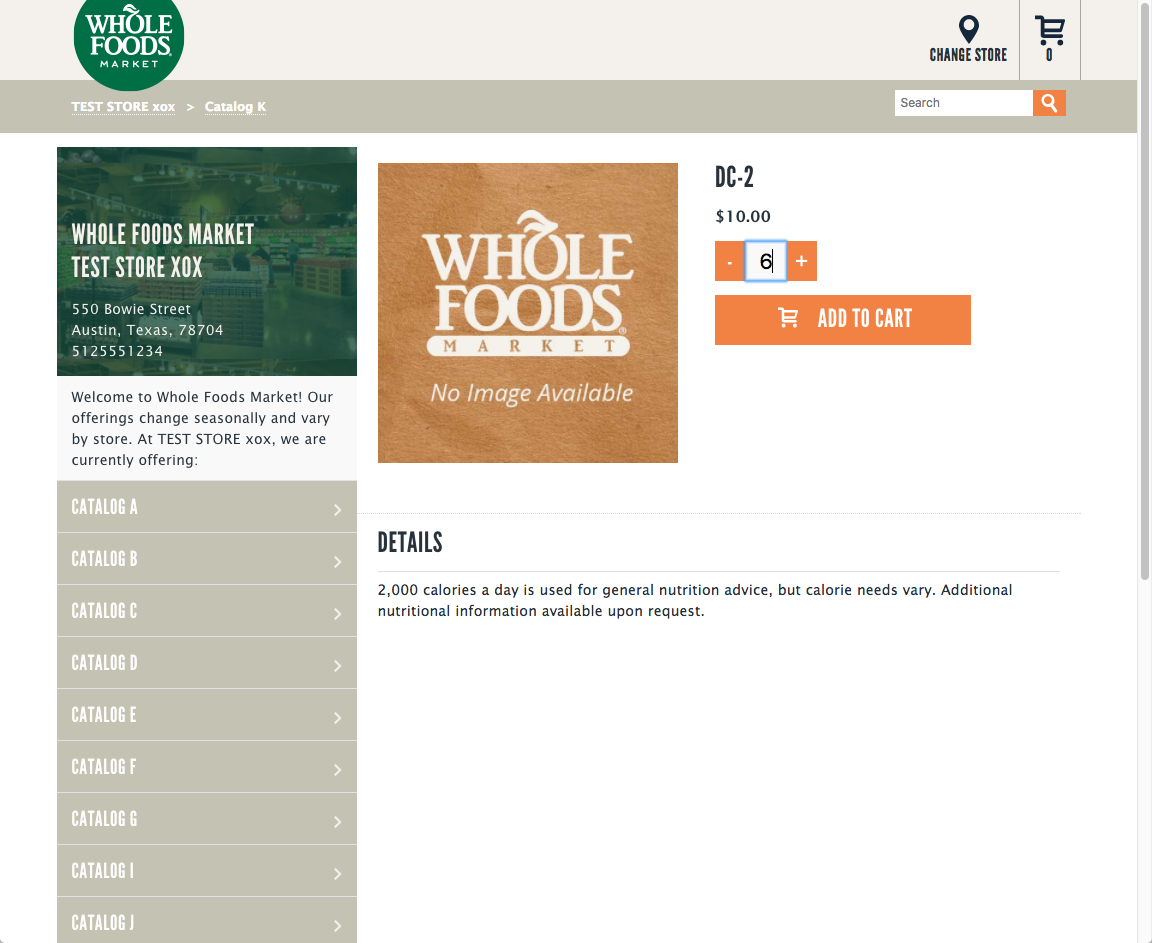 WHOLE
FOODS
MARKET
CHANGE STORE
0
TEST STORE xox > Catalog K
Search
WHOLE FOODS MARKET
TEST STORE XOX
550 Bowie Street
Austin, Texas, 78704
5125551234
Welcome to Whole Foods Market! Our
offerings change seasonally and vary
by store. At TEST STORE xox, we are
currently offering:
CATALOG A
CATALOG B
CATALOG C
CATALOG D
CATALOG E
CATALOG F
CATALOG G
CATALOG I
CATALOG J
WHOLE
FOODS®
MARKET
No Image Available
DC-2
$10.00
- 6 +
ADD TO CART
DETAILS
2,000 calories a day is used for general nutrition advice, but calorie needs vary. Additional
nutritional information available upon request.